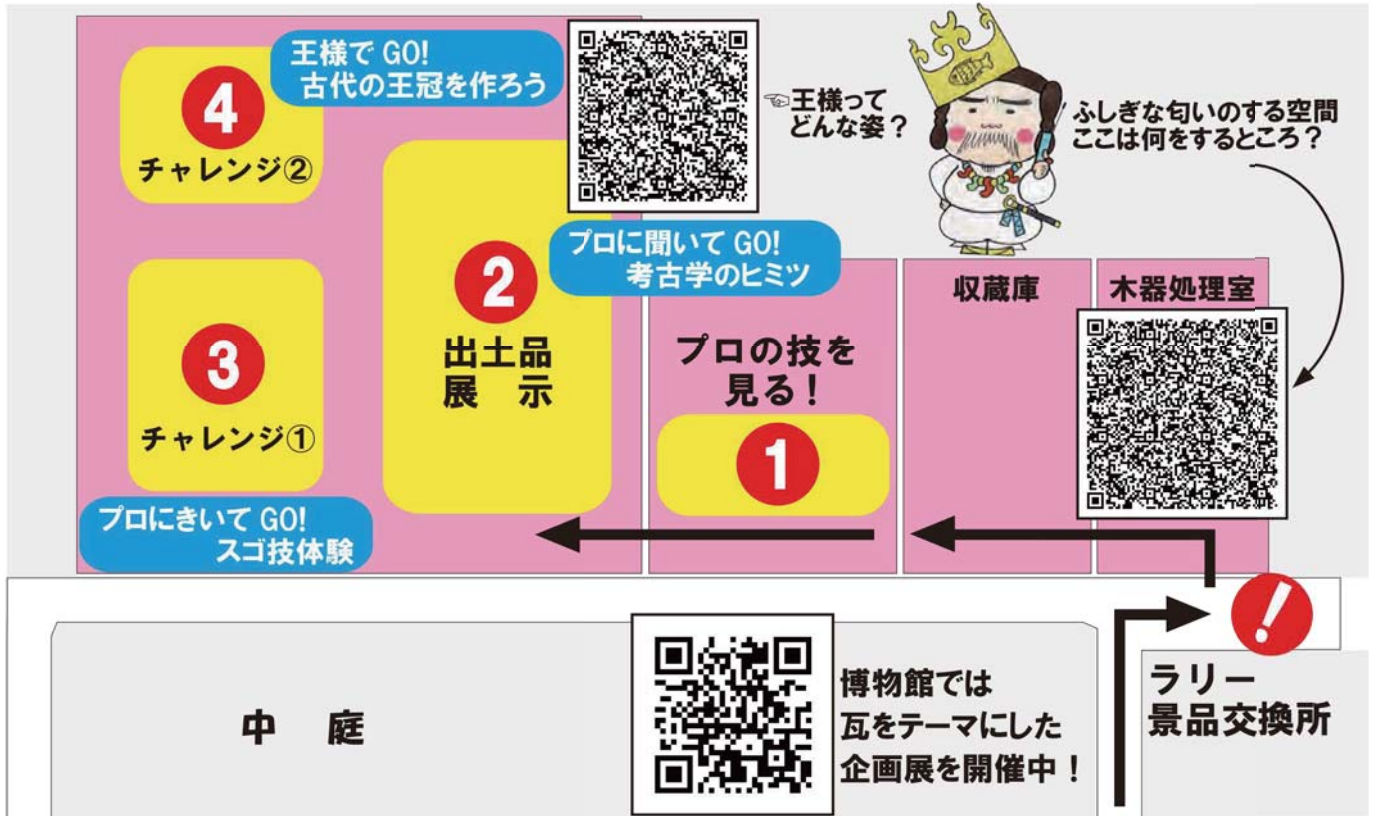 王様で GO!
古代の王冠を作ろう
4
チャレンジ②
☜王様って
どんな姿？
ふしぎな匂いのする空間
ここは何をするところ？
プロに聞いて GO!
考古学のヒミツ
2
出土品
展　示
3
チャレンジ①
プロにきいて GO!
スゴ技体験
プロの技を
見る！
1
収蔵庫
木器処理室
!
ラリー
景品交換所
中　庭
博物館では
瓦をテーマにした
企画展を開催中！